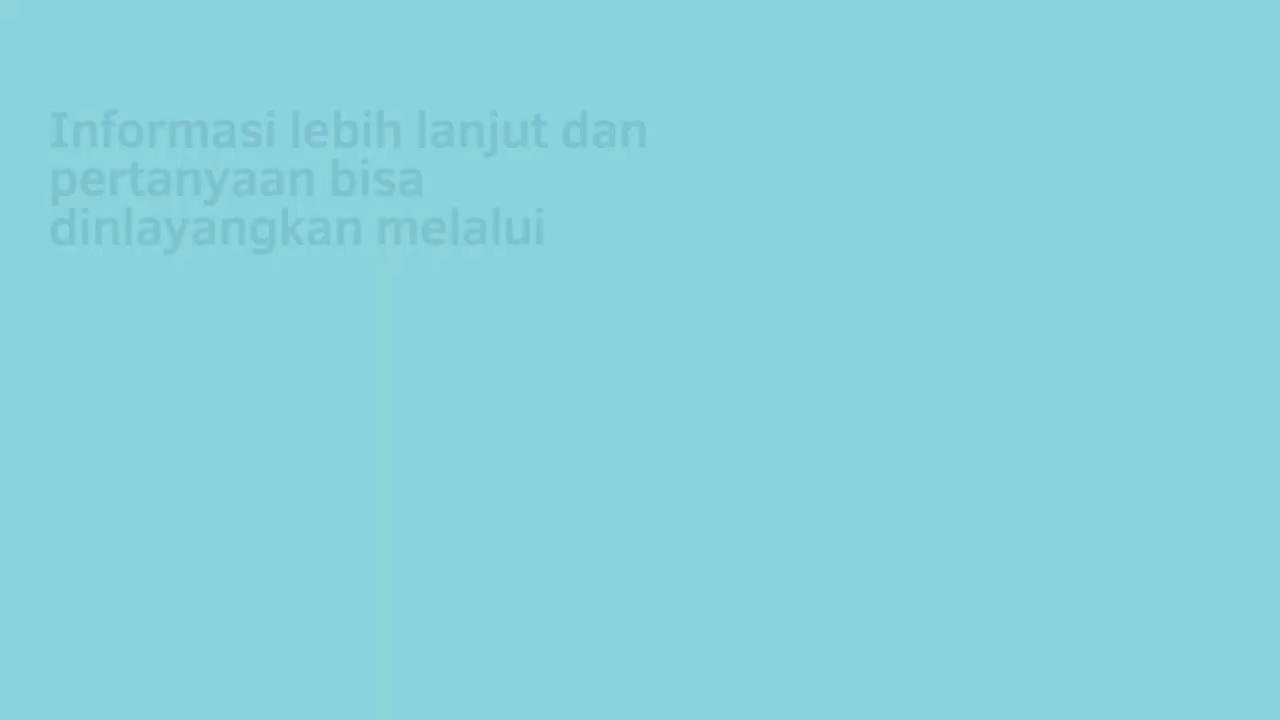 Informasi lebih lanjut dan
pertanyaan bisa
dinlayangkan melalui